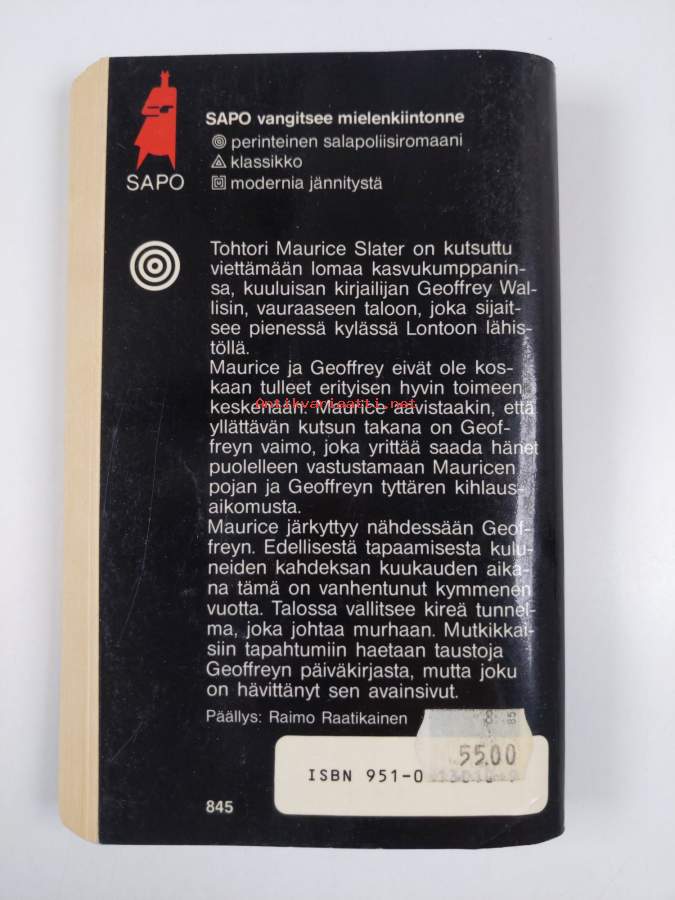 SAPO
SAPO vangitsee mielenkiintonne
perinteinen salapoliisiromaani
klassikko
modernia jännitystä
Tohtori Maurice Slater on kutsuttu
viettämään lomaa kasvukumppanin-
sa, kuuluisan kirjailijan Geoffrey Wal-
lisin, vauraaseen taloon, joka sijait-
see pienessä kylässä Lontoon lähis-
töllä.
Maurice ja Geoffrey eivät ole kos-
kaan tulleet erityisen hyvin toimeen
keskenään. Maurice aavistaakin, että
Antikvariaatti.net
yllättävän kutsun takana on Geof-
freyn vaimo, joka yrittää saada hänet
puolelleen vastustamaan Mauricen
pojan ja Geoffreyn tyttären kihlaus-
aikomusta.
Maurice järkyttyy nähdessään Geof-
freyn. Edellisestä tapaamisesta kulu-
neiden kahdeksan kuukauden aika-
na tämä on vanhentunut kymmenen
vuotta. Talossa vallitsee kireä tunnel-
ma, joka johtaa murhaan. Mutkikkai-
siin tapahtumiin haetaan taustoja
Geoffreyn päiväkirjasta, mutta joku
on hävittänyt sen avainsivut.
Päällys: Raimo Raatikainen
85
55.00
ISBN 951-0
845